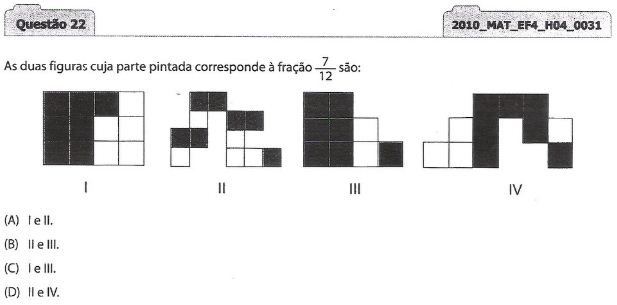 Questão 22
2010_MAT_EF4_H04_0031
As duas figuras cuja parte pintada corresponde à fração 7/12 são:
I II III IV
(A) I e II.
(B) II e III.
(C) I e III.
(D) II e IV.